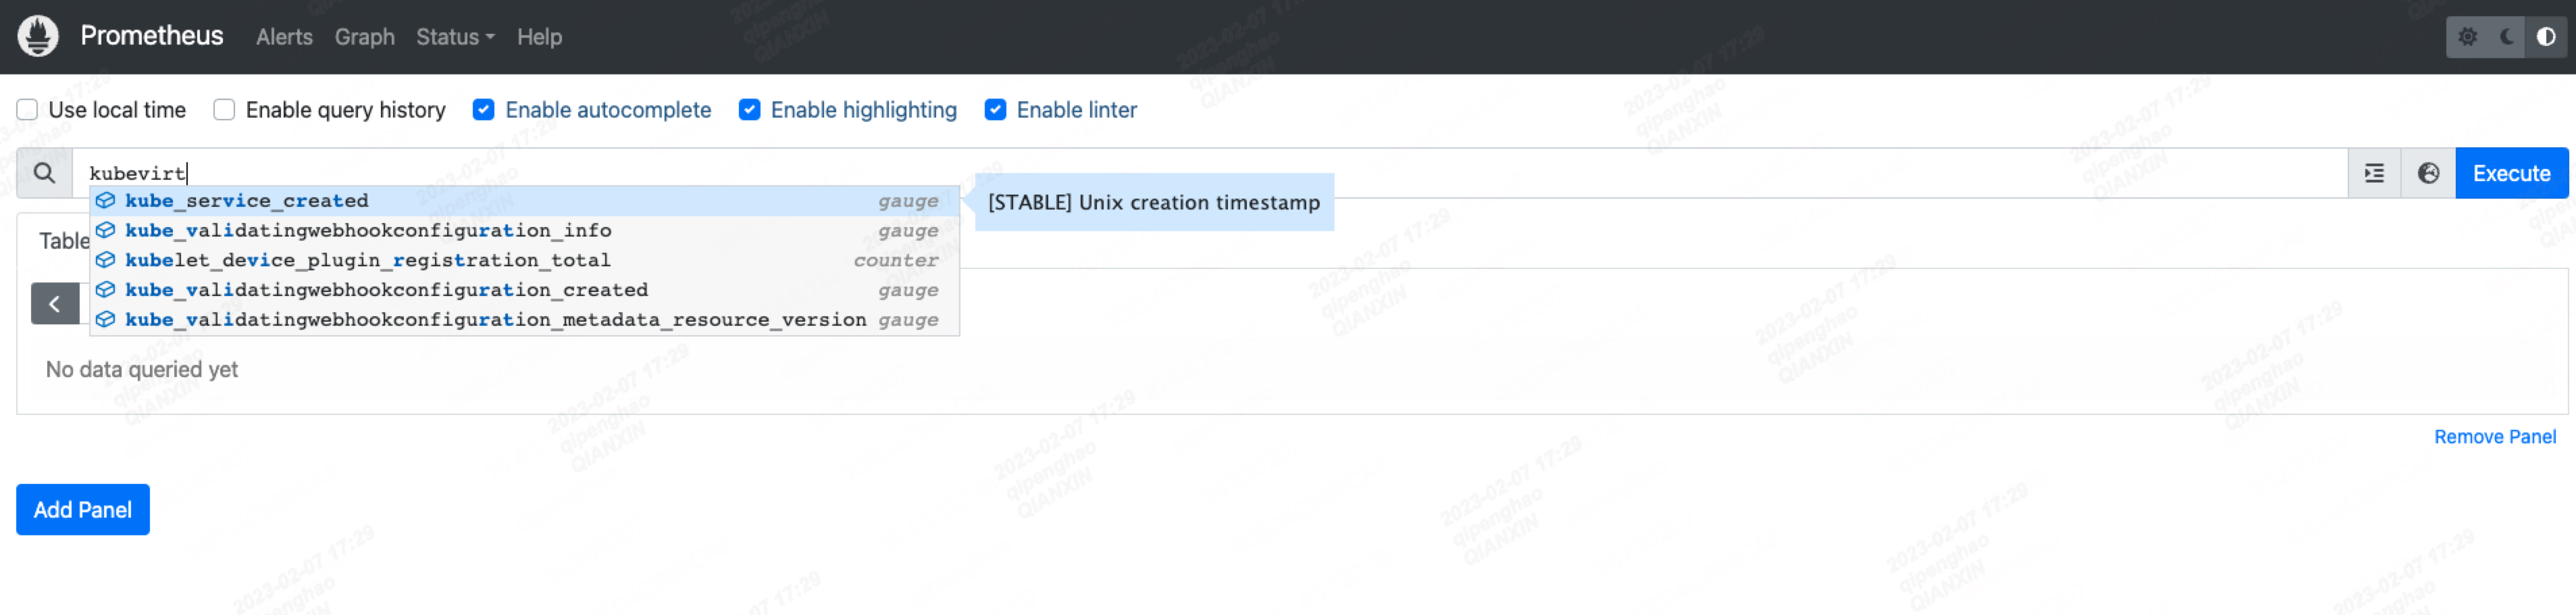 Prometheus Alerts Graph Status Help
Use local time Enable query history Enable autocomplete Enable highlighting Enable linter
kubevirt Execute
kube_service_created gauge [STABLE] Unix creation timestamp
Table kube_validatingwebhookconfiguration_info gauge
kubelet_device_plugin_registration_total counter
kube_validatingwebhookconfiguration_created gauge
kube_validatingwebhookconfiguration_metadata_resource_version gauge
No data queried yet
Remove Panel
Add Panel
2023-02-07 17:29
qipenghao
QIANXIN